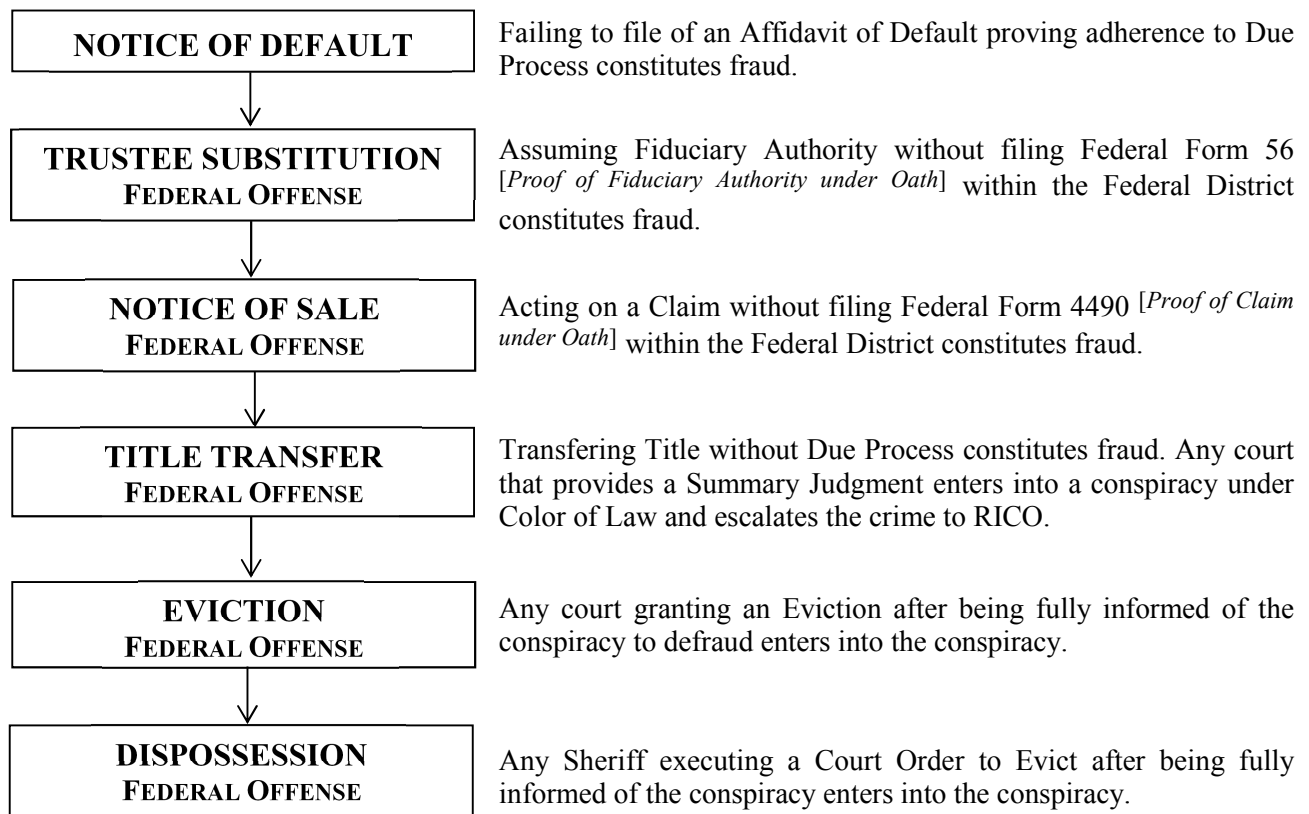 NOTICE OF DEFAULT
Failing to file of an Affidavit of Default proving adherence to Due
Process constitutes fraud.
TRUSTEE SUBSTITUTION
FEDERAL OFFENSE
Assuming Fiduciary Authority without filing Federal Form 56
[Proof of Fiduciary Authority under Oath] within the Federal District
constitutes fraud.
NOTICE OF SALE
FEDERAL OFFENSE
Acting on a Claim without filing Federal Form 4490 [Proof of Claim
under Oath] within the Federal District constitutes fraud.
TITLE TRANSFER
FEDERAL OFFENSE
Transfering Title without Due Process constitutes fraud. Any court
that provides a Summary Judgment enters into a conspiracy under
Color of Law and escalates the crime to RICO.
EVICTION
FEDERAL OFFENSE
Any court granting an Eviction after being fully informed of the
conspiracy to defraud enters into the conspiracy.
DISPOSSESSION
FEDERAL OFFENSE
Any Sheriff executing a Court Order to Evict after being fully
informed of the conspiracy enters into the conspiracy.